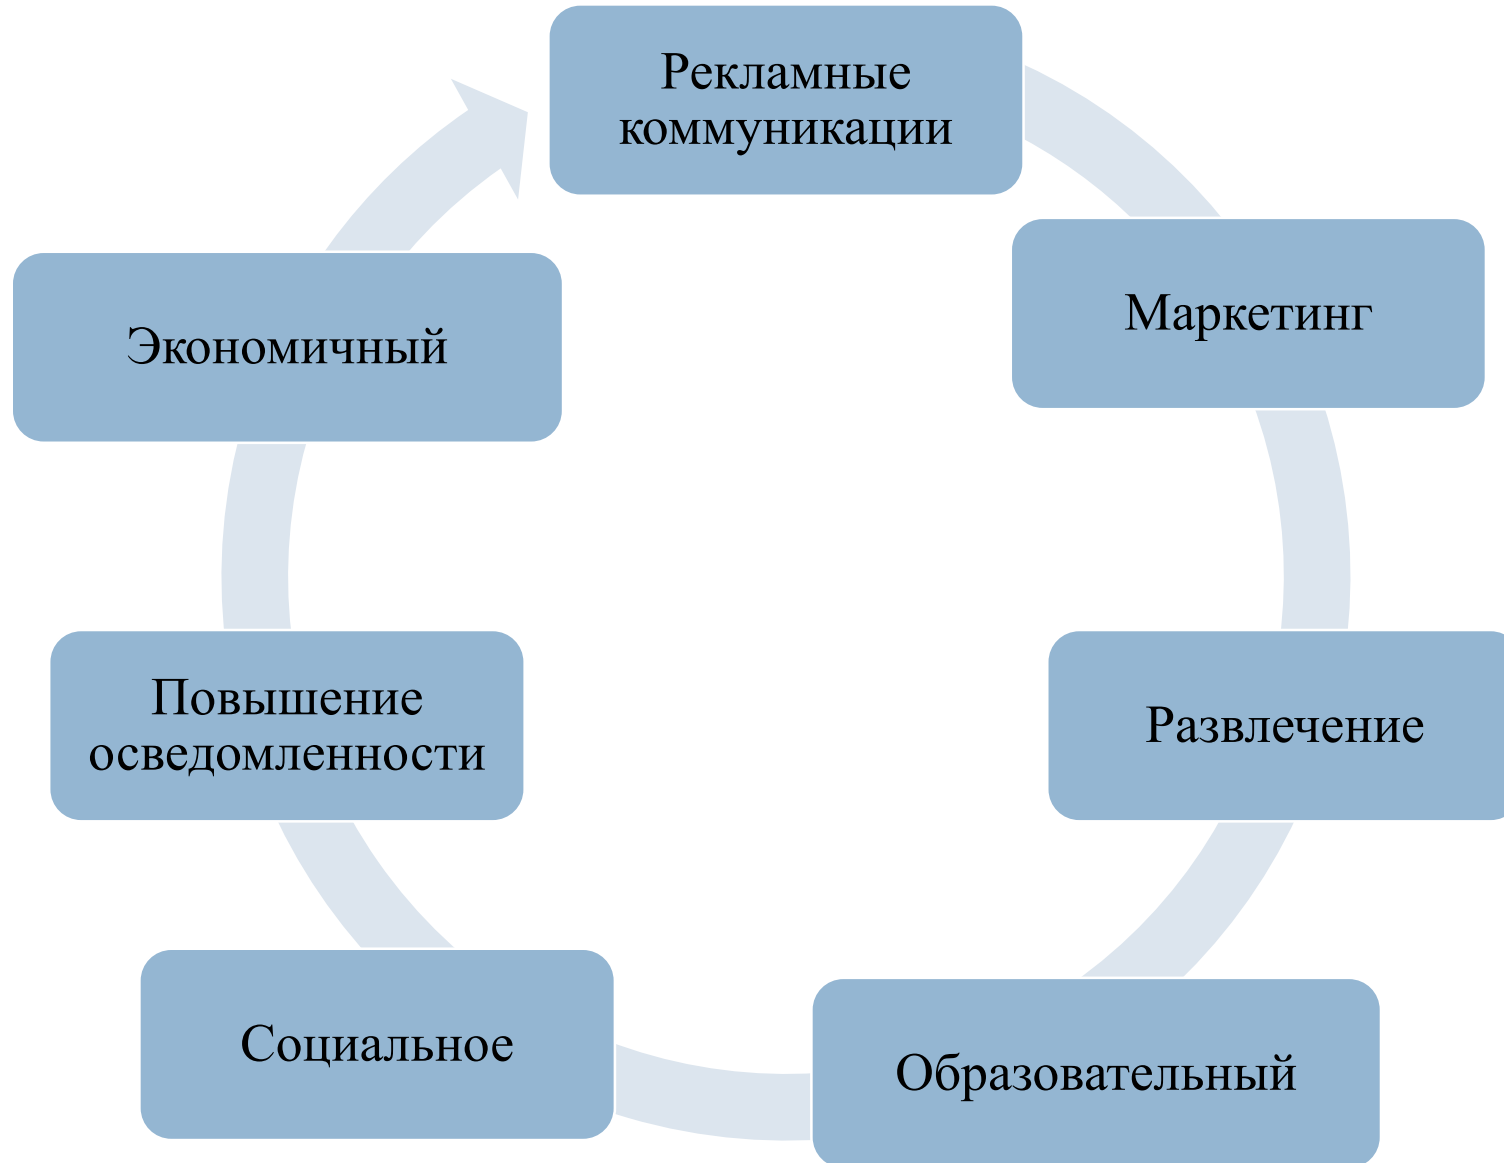 Рекламные
коммуникации
Маркетинг
Развлечение
Образовательный
Социальное
Повышение
осведомленности
Экономичный